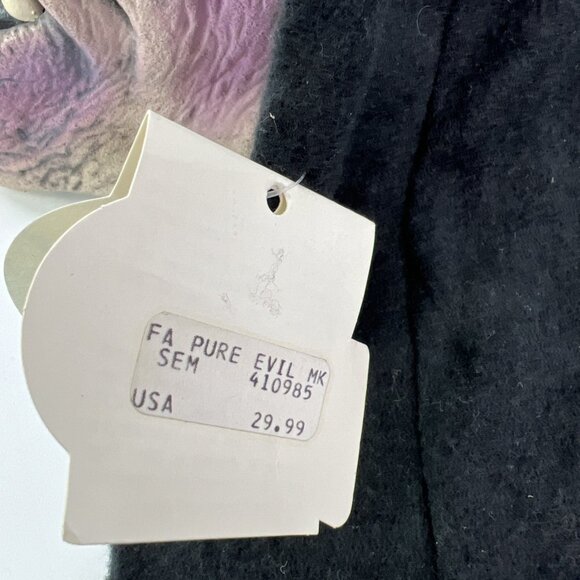 FA PURE EVIL MK
SEM 410985
USA 29.99